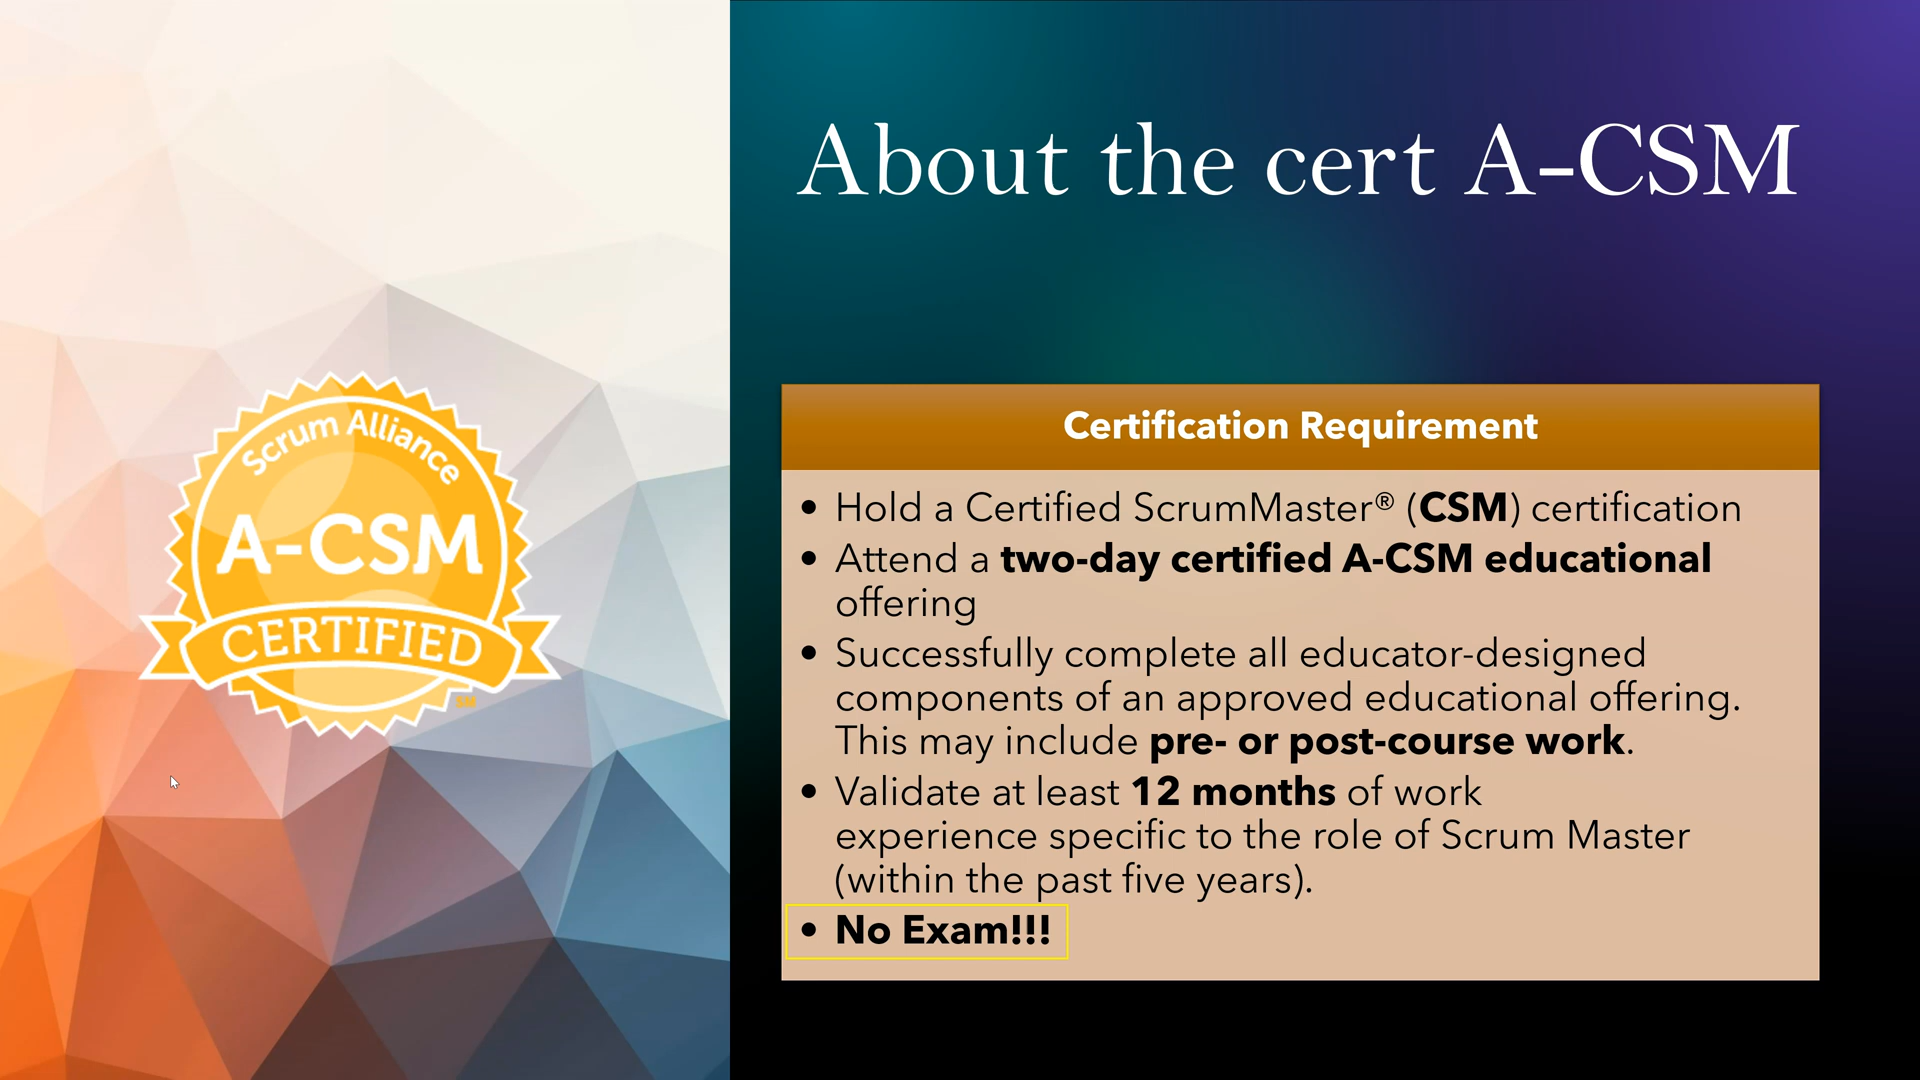 About the cert A-CSM
Scrum Alliance
A-CSM
CERTIFIED
SM
Certification Requirement
• Hold a Certified ScrumMaster® (CSM) certification
• Attend a two-day certified A-CSM educational
offering
• Successfully complete all educator-designed
components of an approved educational offering.
This may include pre- or post-course work.
• Validate at least 12 months of work
experience specific to the role of Scrum Master
(within the past five years).
• No Exam!!!